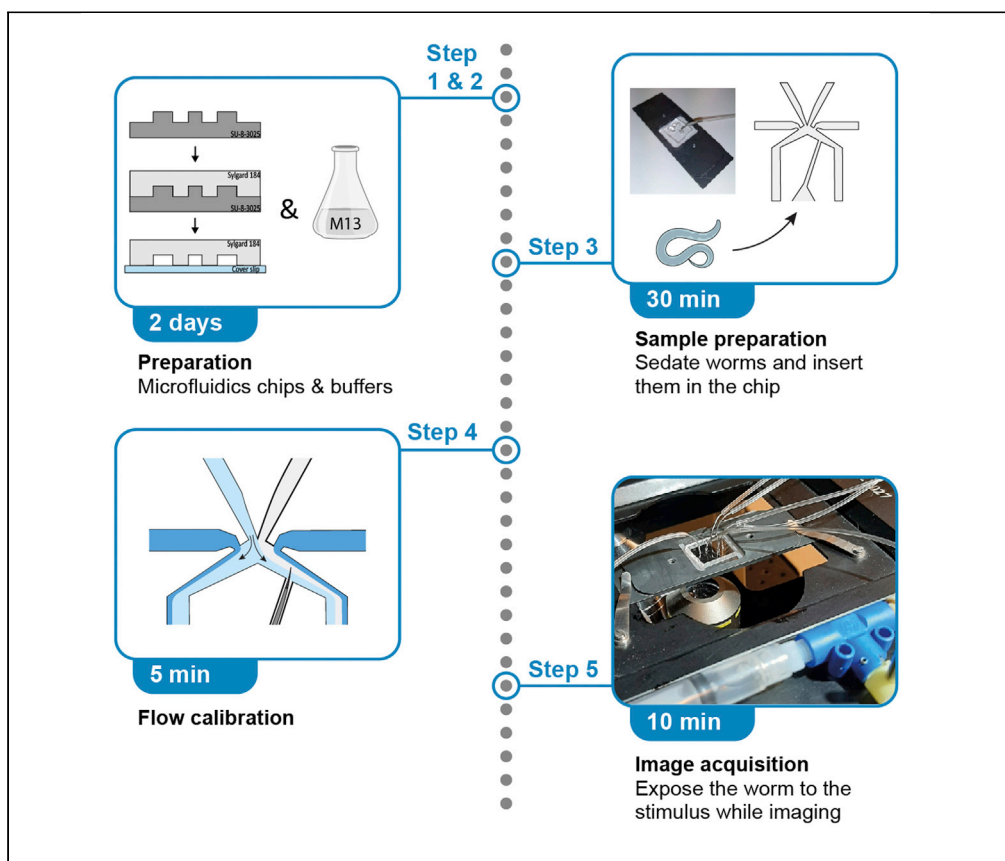 Step
1 & 2
SU-8-3025
Sylgard 184
SU-8-3025
Sylgard 184
Cover slip
&
M13
2 days
Preparation
Microfluidics chips & buffers
Step 3
30 min
Sample preparation
Sedate worms and insert
them in the chip
Step 4
5 min
Flow calibration
Step 5
10 min
Image acquisition
Expose the worm to the
stimulus while imaging